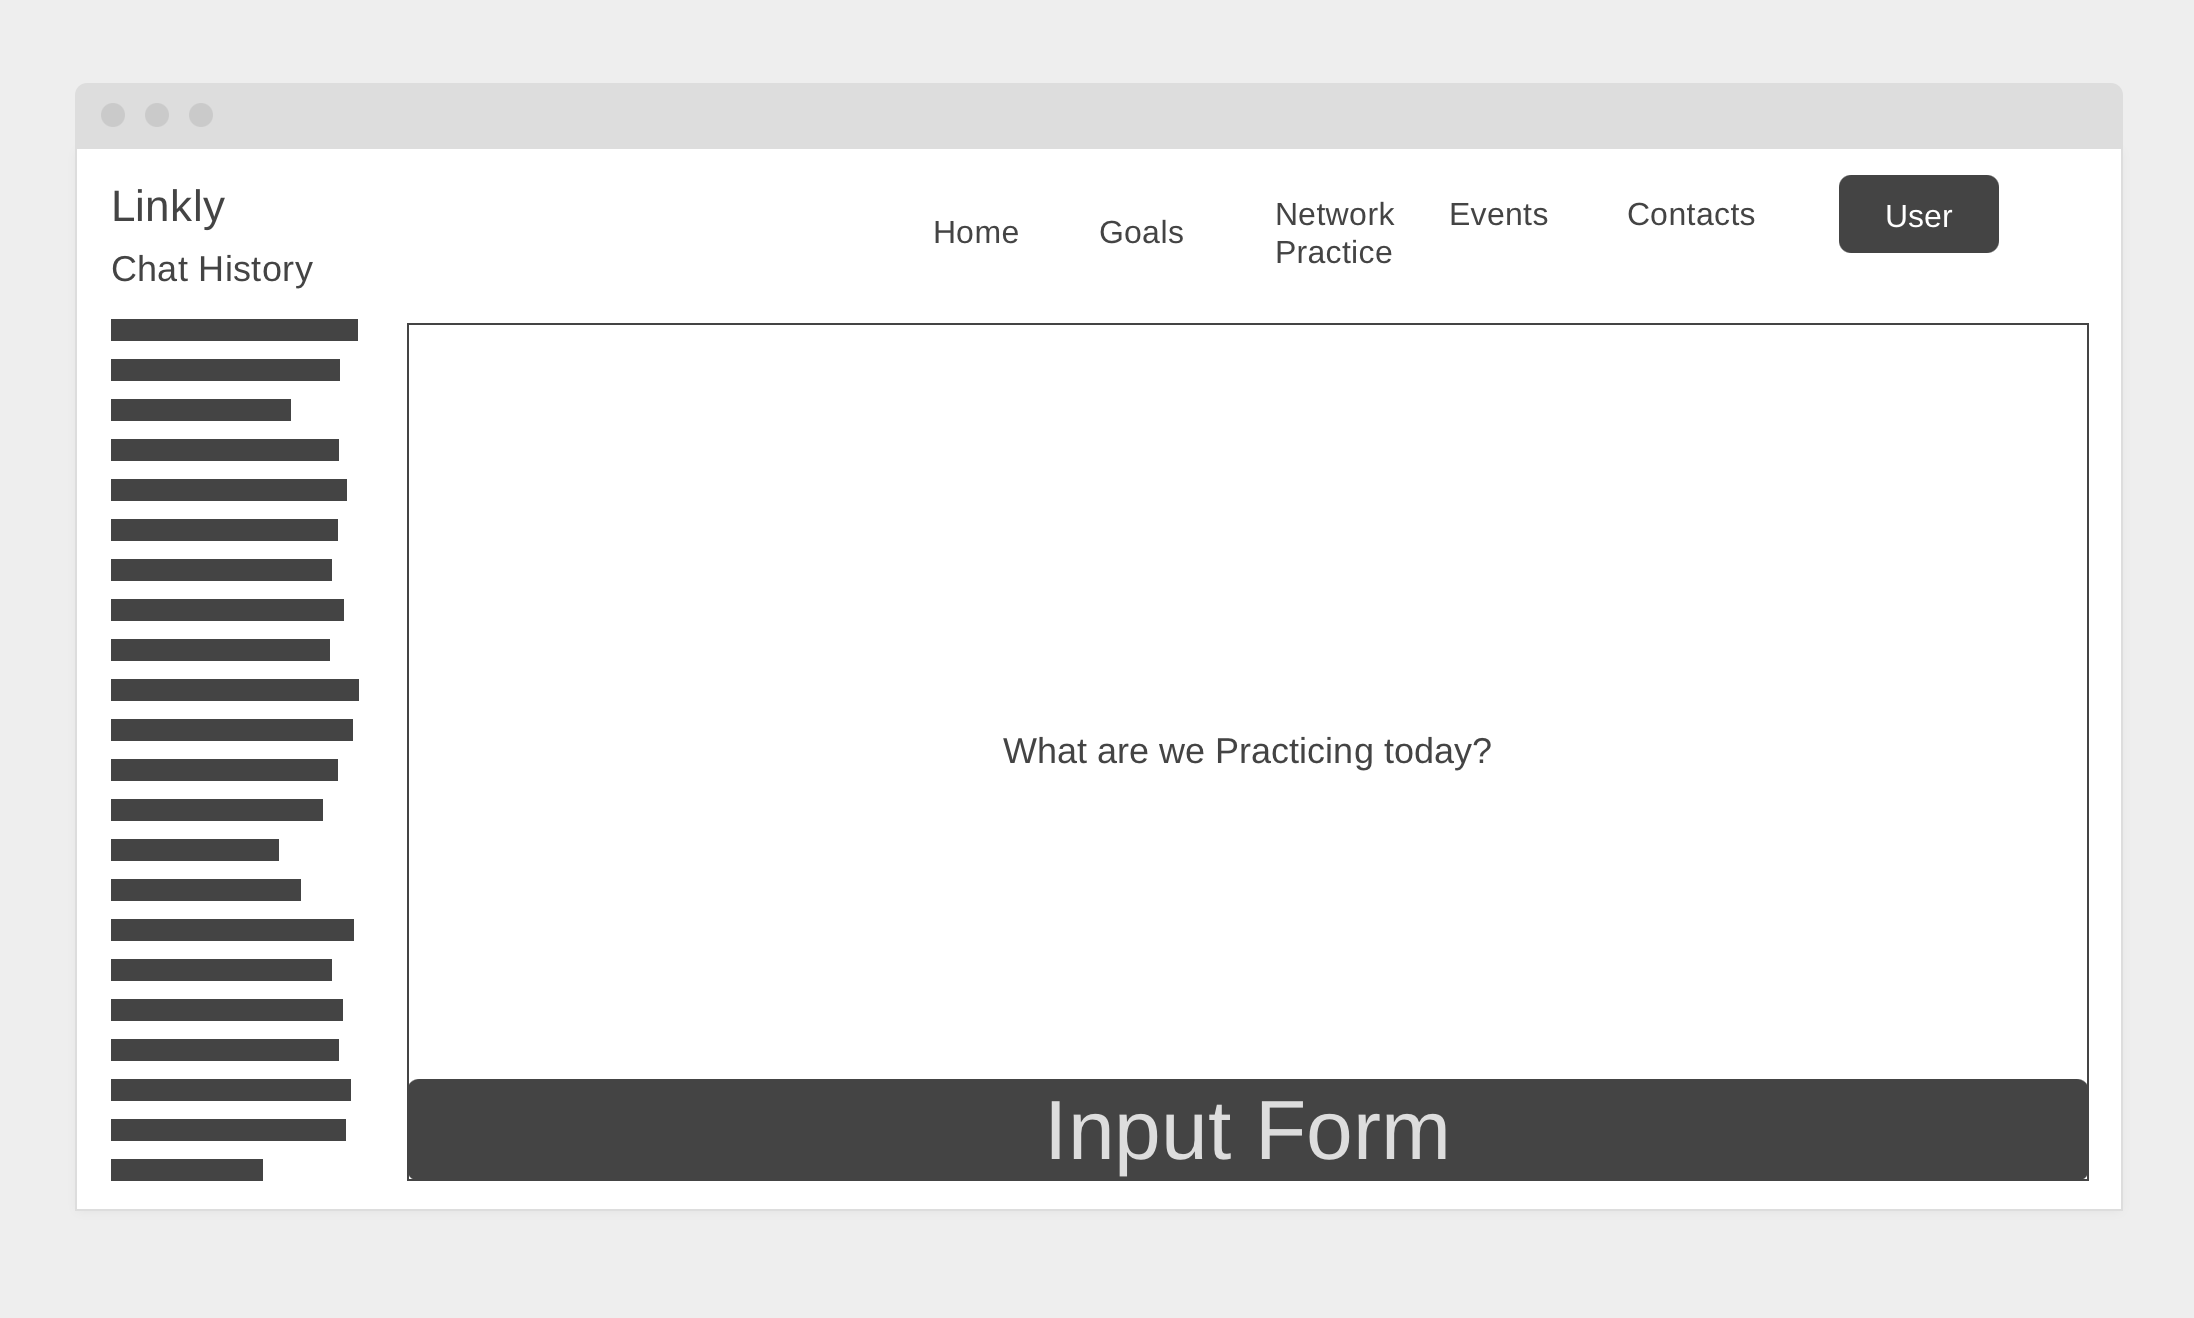 Linkly
Home
Goals
Network
Practice
Events
Contacts
User
Chat History
What are we Practicing today?
Input Form